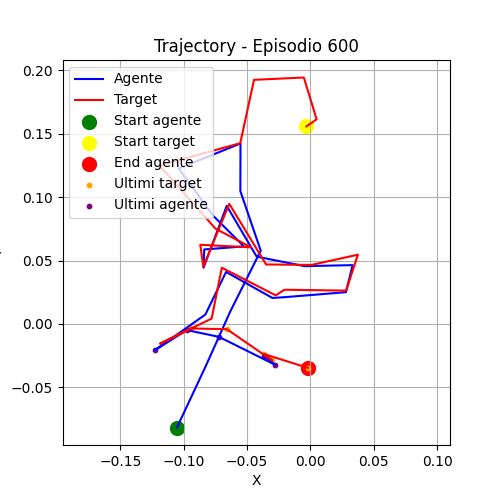 Trajectory - Episodio 600
0.20
0.15
0.10
0.05
0.00
−0.05
Agente
Target
Start agente
Start target
End agente
Ultimi target
Ultimi agente
−0.15
−0.10
−0.05
0.00
0.05
0.10
X